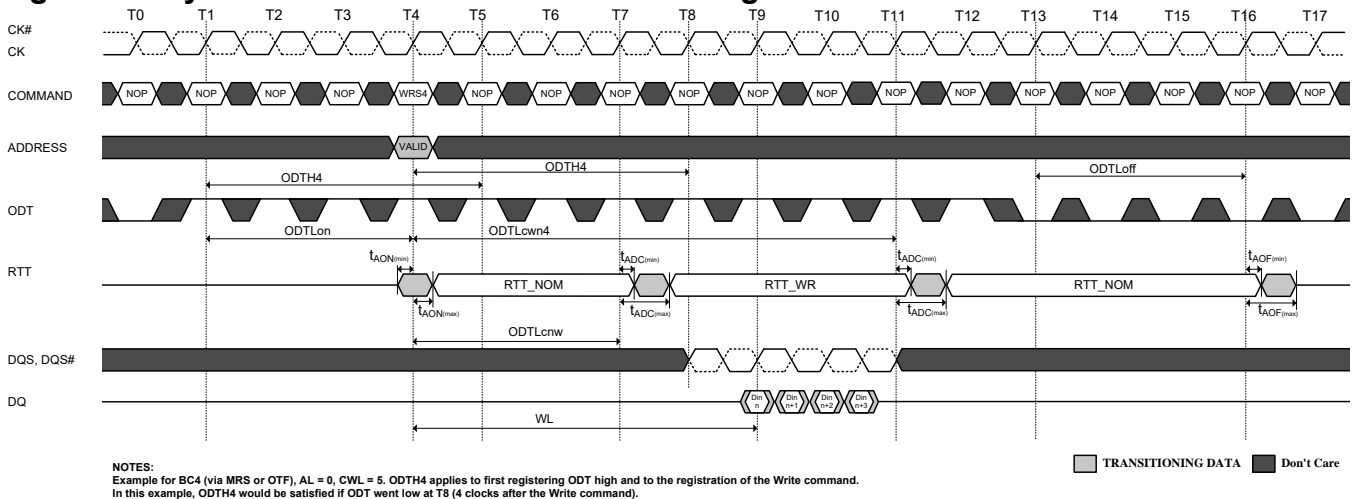 T0 T1 T2 T3 T4 T5 T6 T7 T8 T9 T10 T11 T12 T13 T14 T15 T16 T17
CK#
CK
COMMAND NOP NOP NOP NOP WRS4 NOP NOP NOP NOP NOP NOP NOP NOP NOP NOP NOP NOP NOP
ADDRESS VALID
ODTH4 ODTH4 ODTLoff
ODT
ODTLon ODTLcwn4
tAON(min) tADC(min) tADC(min) tAOF(min)
RTT RTT_NOM RTT_WR RTT_NOM
tAON(max) tADC(max) tADC(max) tAOF(max)
ODTLcnw
DQS, DQS#
DQ Din n Din n+1 Din n+2 Din n+3
WL
TRANSITIONING DATA Don't Care
NOTES:
Example for BC4 (via MRS or OTF), AL = 0, CWL = 5. ODTH4 applies to first registering ODT high and to the registration of the Write command.
In this example, ODTH4 would be satisfied if ODT went low at T8 (4 clocks after the Write command).